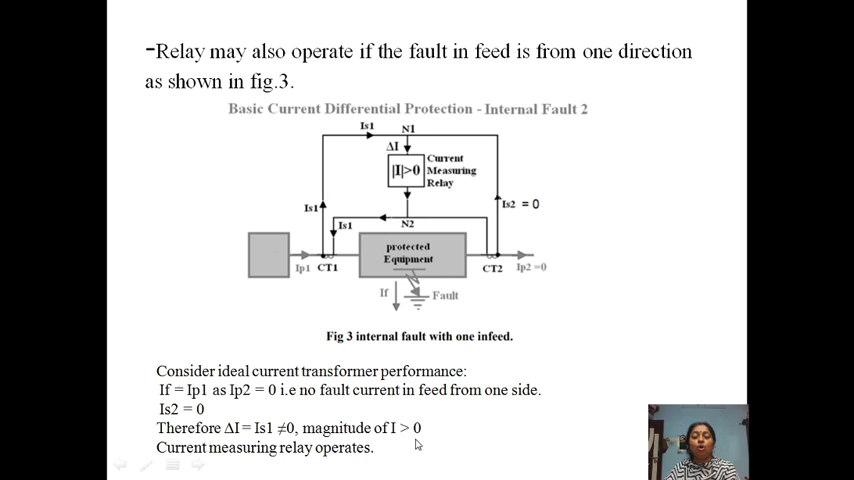 -Relay may also operate if the fault in feed is from one direction
as shown in fig.3.
Basic Current Differential Protection - Internal Fault 2
Is1
N1
ΔI
|I|>0
Current
Measuring
Relay
Is1
Is2 = 0
Is1
N2
protected
Equipment
Ip1
CT1
CT2
Ip2 =0
If
Fault
Fig 3 internal fault with one infeed.
Consider ideal current transformer performance:
If = Ip1 as Ip2 = 0 i.e no fault current in feed from one side.
Is2 = 0
Therefore ΔI = Is1 ≠0, magnitude of I > 0
Current measuring relay operates.